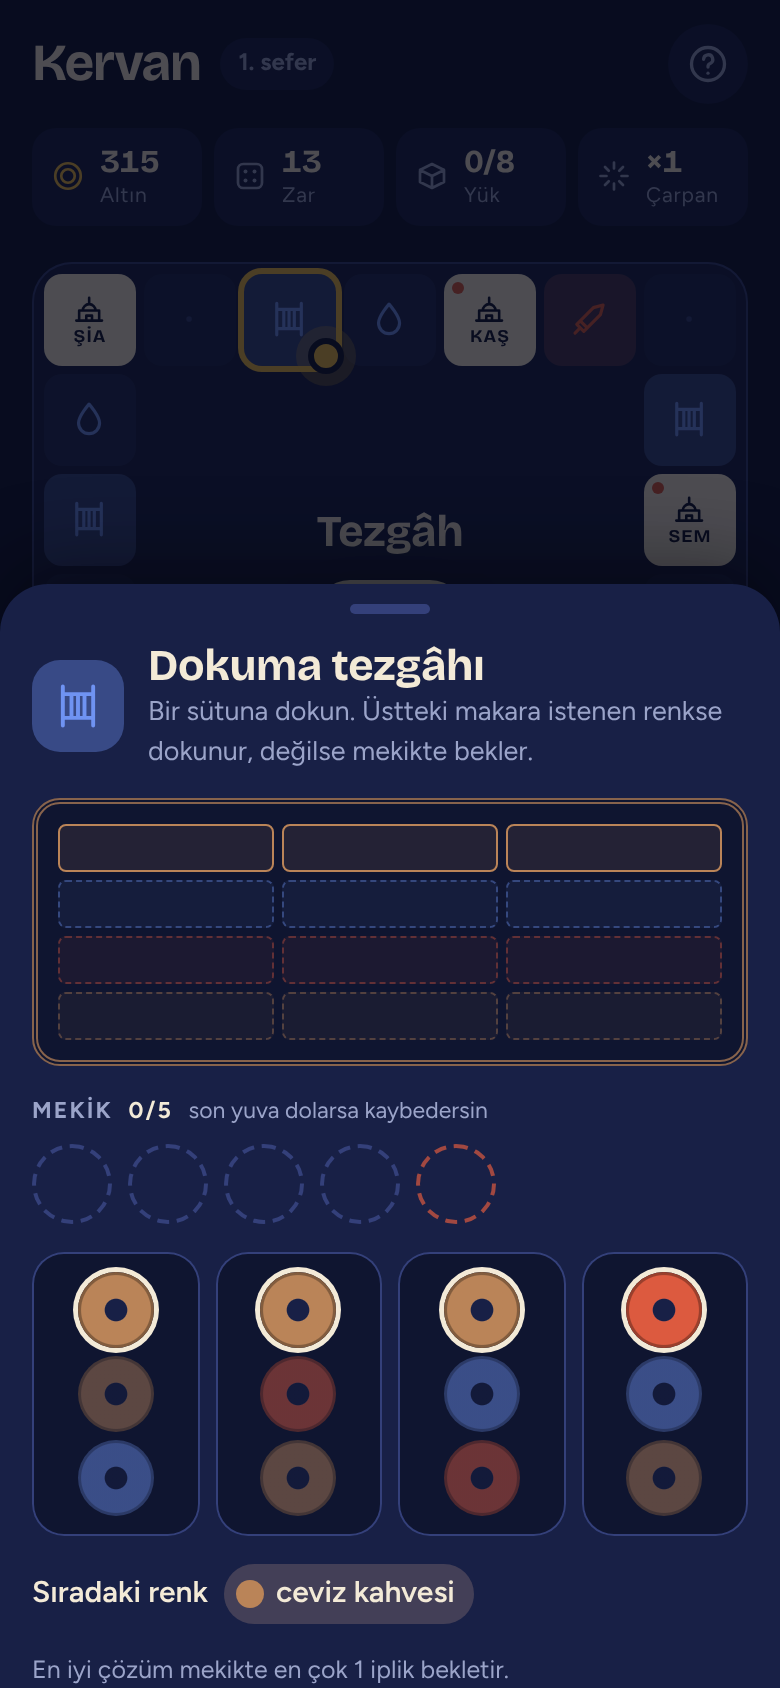 Kervan
1. sefer
315
Altın
13
Zar
0/8
Yük
×1
Çarpan
ŞİA
KAŞ
SEM
Tezgâh
Dokuma tezgâhı
Bir sütuna dokun. Üstteki makara istenen renkse
dokunur, değilse mekikte bekler.
MEKİK 0/5 son yuva dolarsa kaybedersin
Sıradaki renk ceviz kahvesi
En iyi çözüm mekikte en çok 1 iplik bekletir.